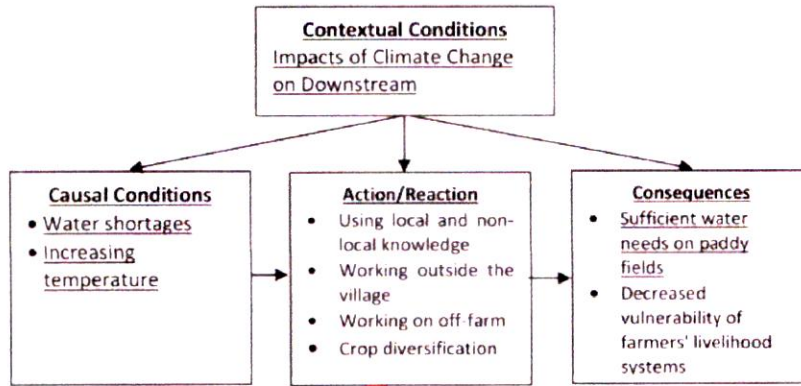 Contextual Conditions
Impacts of Climate Change
on Downstream
Causal Conditions
• Water shortages
• Increasing
temperature
Action/Reaction
• Using local and non-
local knowledge
• Working outside the
village
• Working on off-farm
• Crop diversification
Consequences
• Sufficient water
needs on paddy
fields
• Decreased
vulnerability of
farmers' livelihood
systems